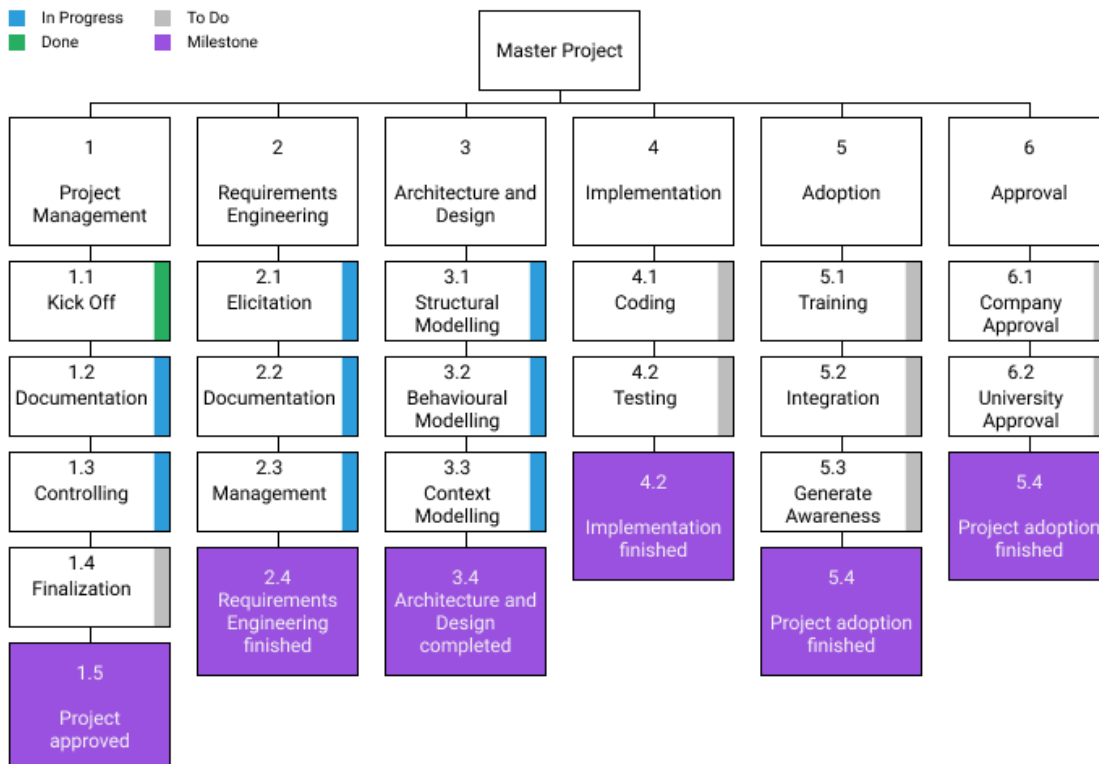 In Progress
To Do
Done
Milestone
Master Project
1
Project
Management
2
Requirements
Engineering
3
Architecture and
Design
4
Implementation
5
Adoption
6
Approval
1.1
Kick Off
2.1
Elicitation
3.1
Structural
Modelling
4.1
Coding
5.1
Training
6.1
Company
Approval
1.2
Documentation
2.2
Documentation
3.2
Behavioural
Modelling
4.2
Testing
5.2
Integration
6.2
University
Approval
1.3
Controlling
2.3
Management
3.3
Context
Modelling
4.2
Implementation
finished
5.3
Generate
Awareness
5.4
Project adoption
finished
1.4
Finalization
2.4
Requirements
Engineering
finished
3.4
Architecture and
Design
completed
5.4
Project adoption
finished
1.5
Project
approved